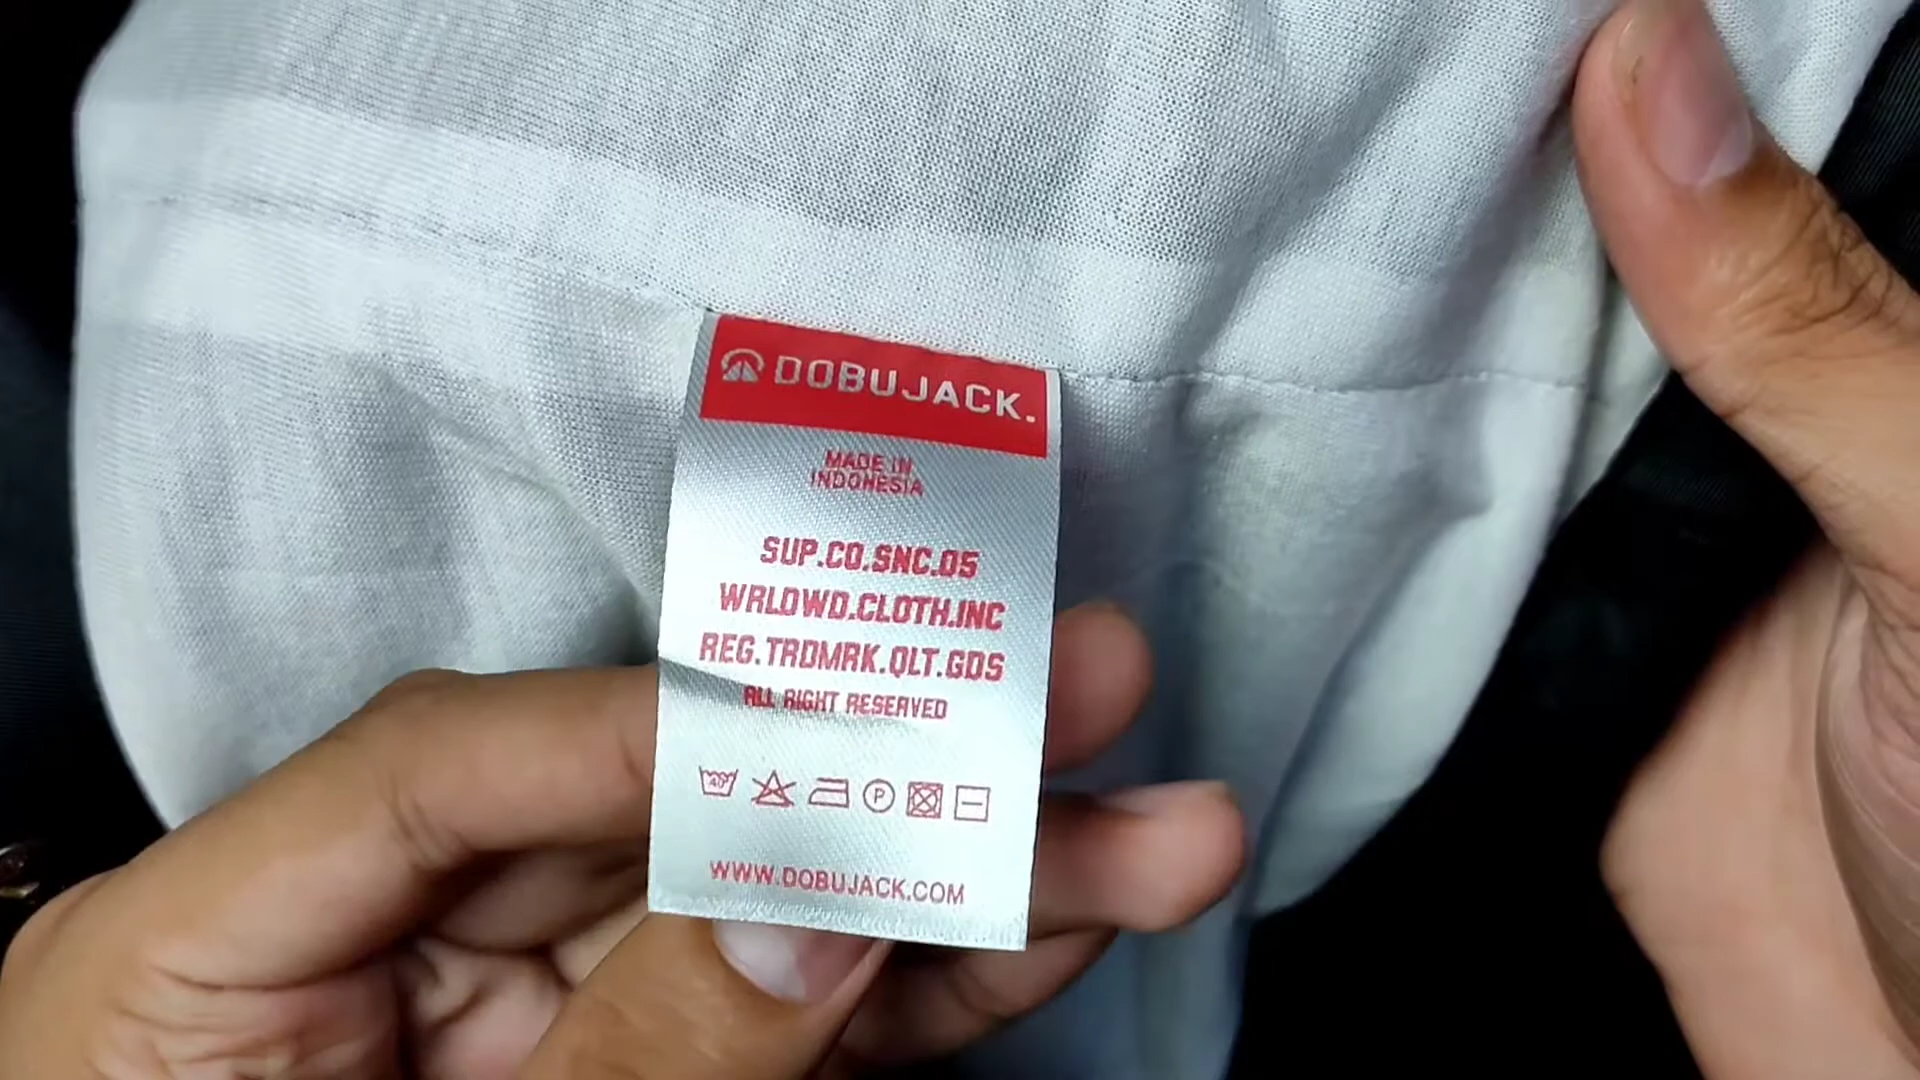 DOBUJACK.
MADE IN
INDONESIA
SUP.CO.SNC.05
WRLDWD.CLOTH.INC
REG.TRDMRK.QLT.GDS
ALL RIGHT RESERVED
40° P
WWW.DOBUJACK.COM